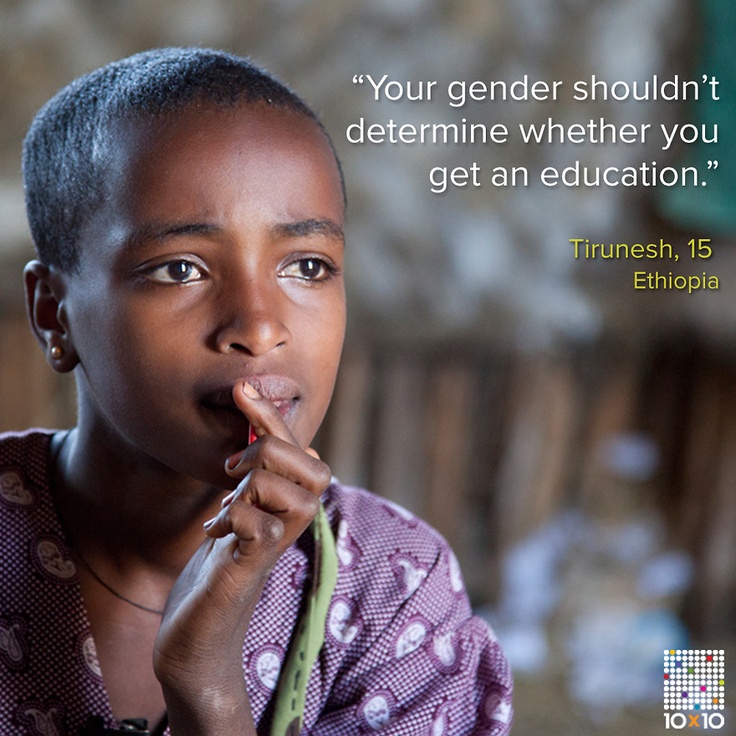 “Your gender shouldn’t
determine whether you
get an education.”
Tirunesh, 15
Ethiopia
10x10